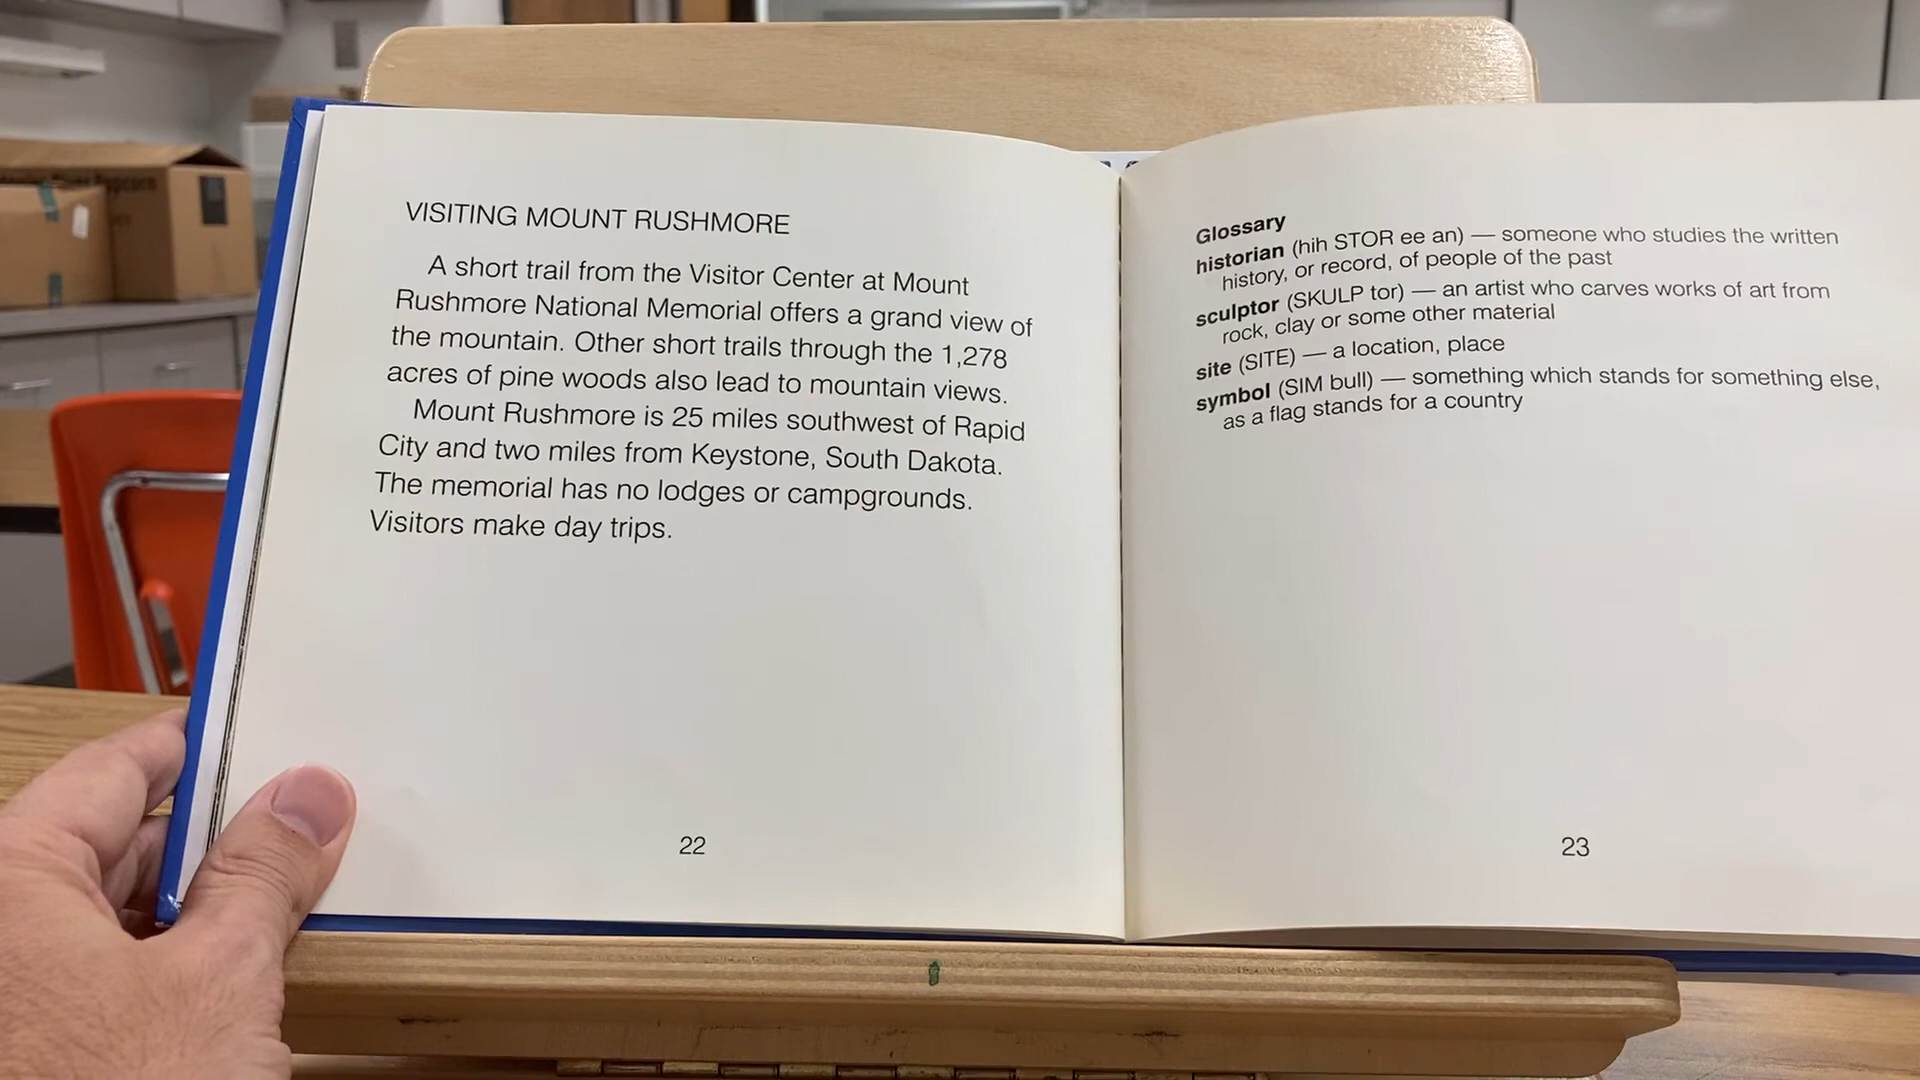 VISITING MOUNT RUSHMORE
A short trail from the Visitor Center at Mount
Rushmore National Memorial offers a grand view of
the mountain. Other short trails through the 1,278
acres of pine woods also lead to mountain views.
Mount Rushmore is 25 miles southwest of Rapid
City and two miles from Keystone, South Dakota.
The memorial has no lodges or campgrounds.
Visitors make day trips.
22
Glossary
historian (hih STOR ee an) — someone who studies the written
history, or record, of people of the past
sculptor (SKULP tor) — an artist who carves works of art from
rock, clay or some other material
site (SITE) — a location, place
symbol (SIM bull) — something which stands for something else,
as a flag stands for a country
23